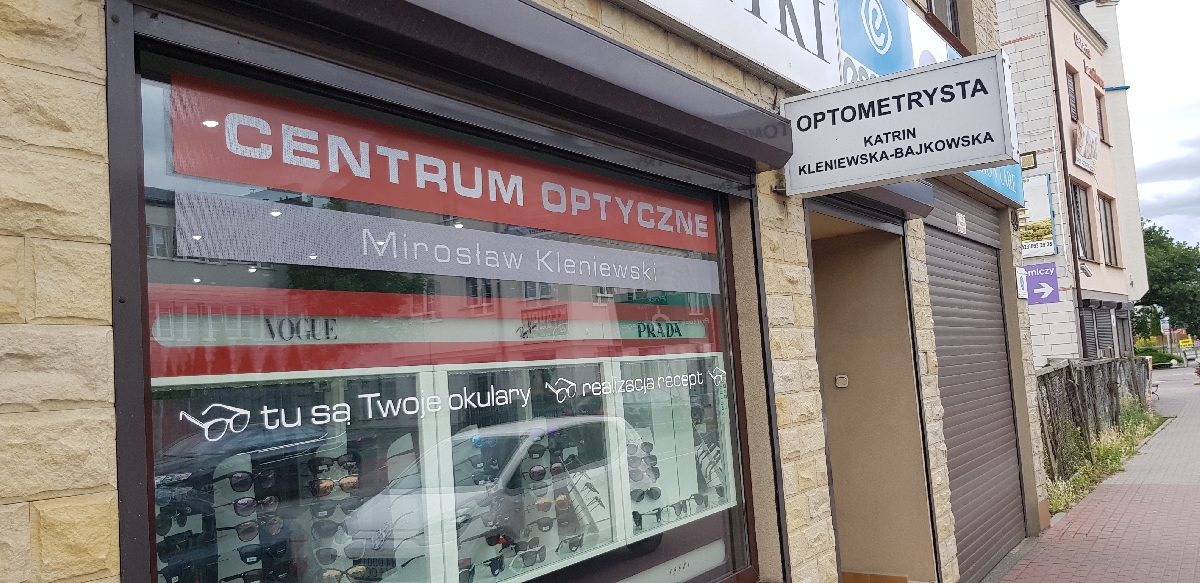 OPTOMETRYSTA
KATRIN
KLENIEWSKA-BAJKOWSKA
CENTRUM OPTYCZNE
Mirosław Kleniewski
VOGUE
PRADA
tu są Twoje okulary
realizacja recept